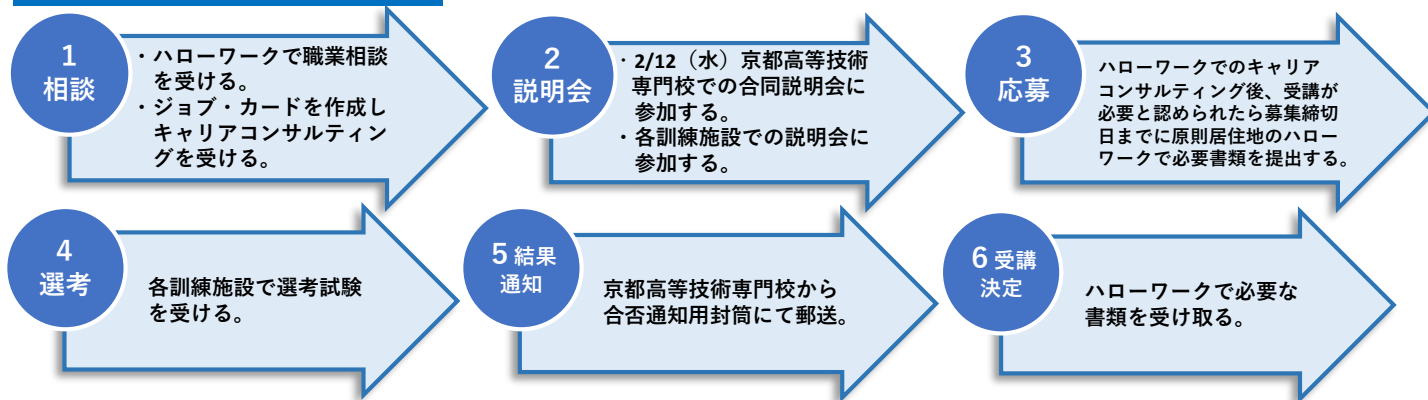 1
相談
・ハローワークで職業相談
を受ける。
・ジョブ・カードを作成し
キャリアコンサルティン
グを受ける。
2
説明会
・2/12（水）京都高等技術
専門校での合同説明会に
参加する。
・各訓練施設での説明会に
参加する。
3
応募
ハローワークでのキャリア
コンサルティング後、受講が
必要と認められたら募集締切
日までに原則居住地のハロー
ワークで必要書類を提出する。
4
選考
各訓練施設で選考試験
を受ける。
5 結果
通知
京都高等技術専門校から
合否通知用封筒にて郵送。
6 受講
決定
ハローワークで必要な
書類を受け取る。